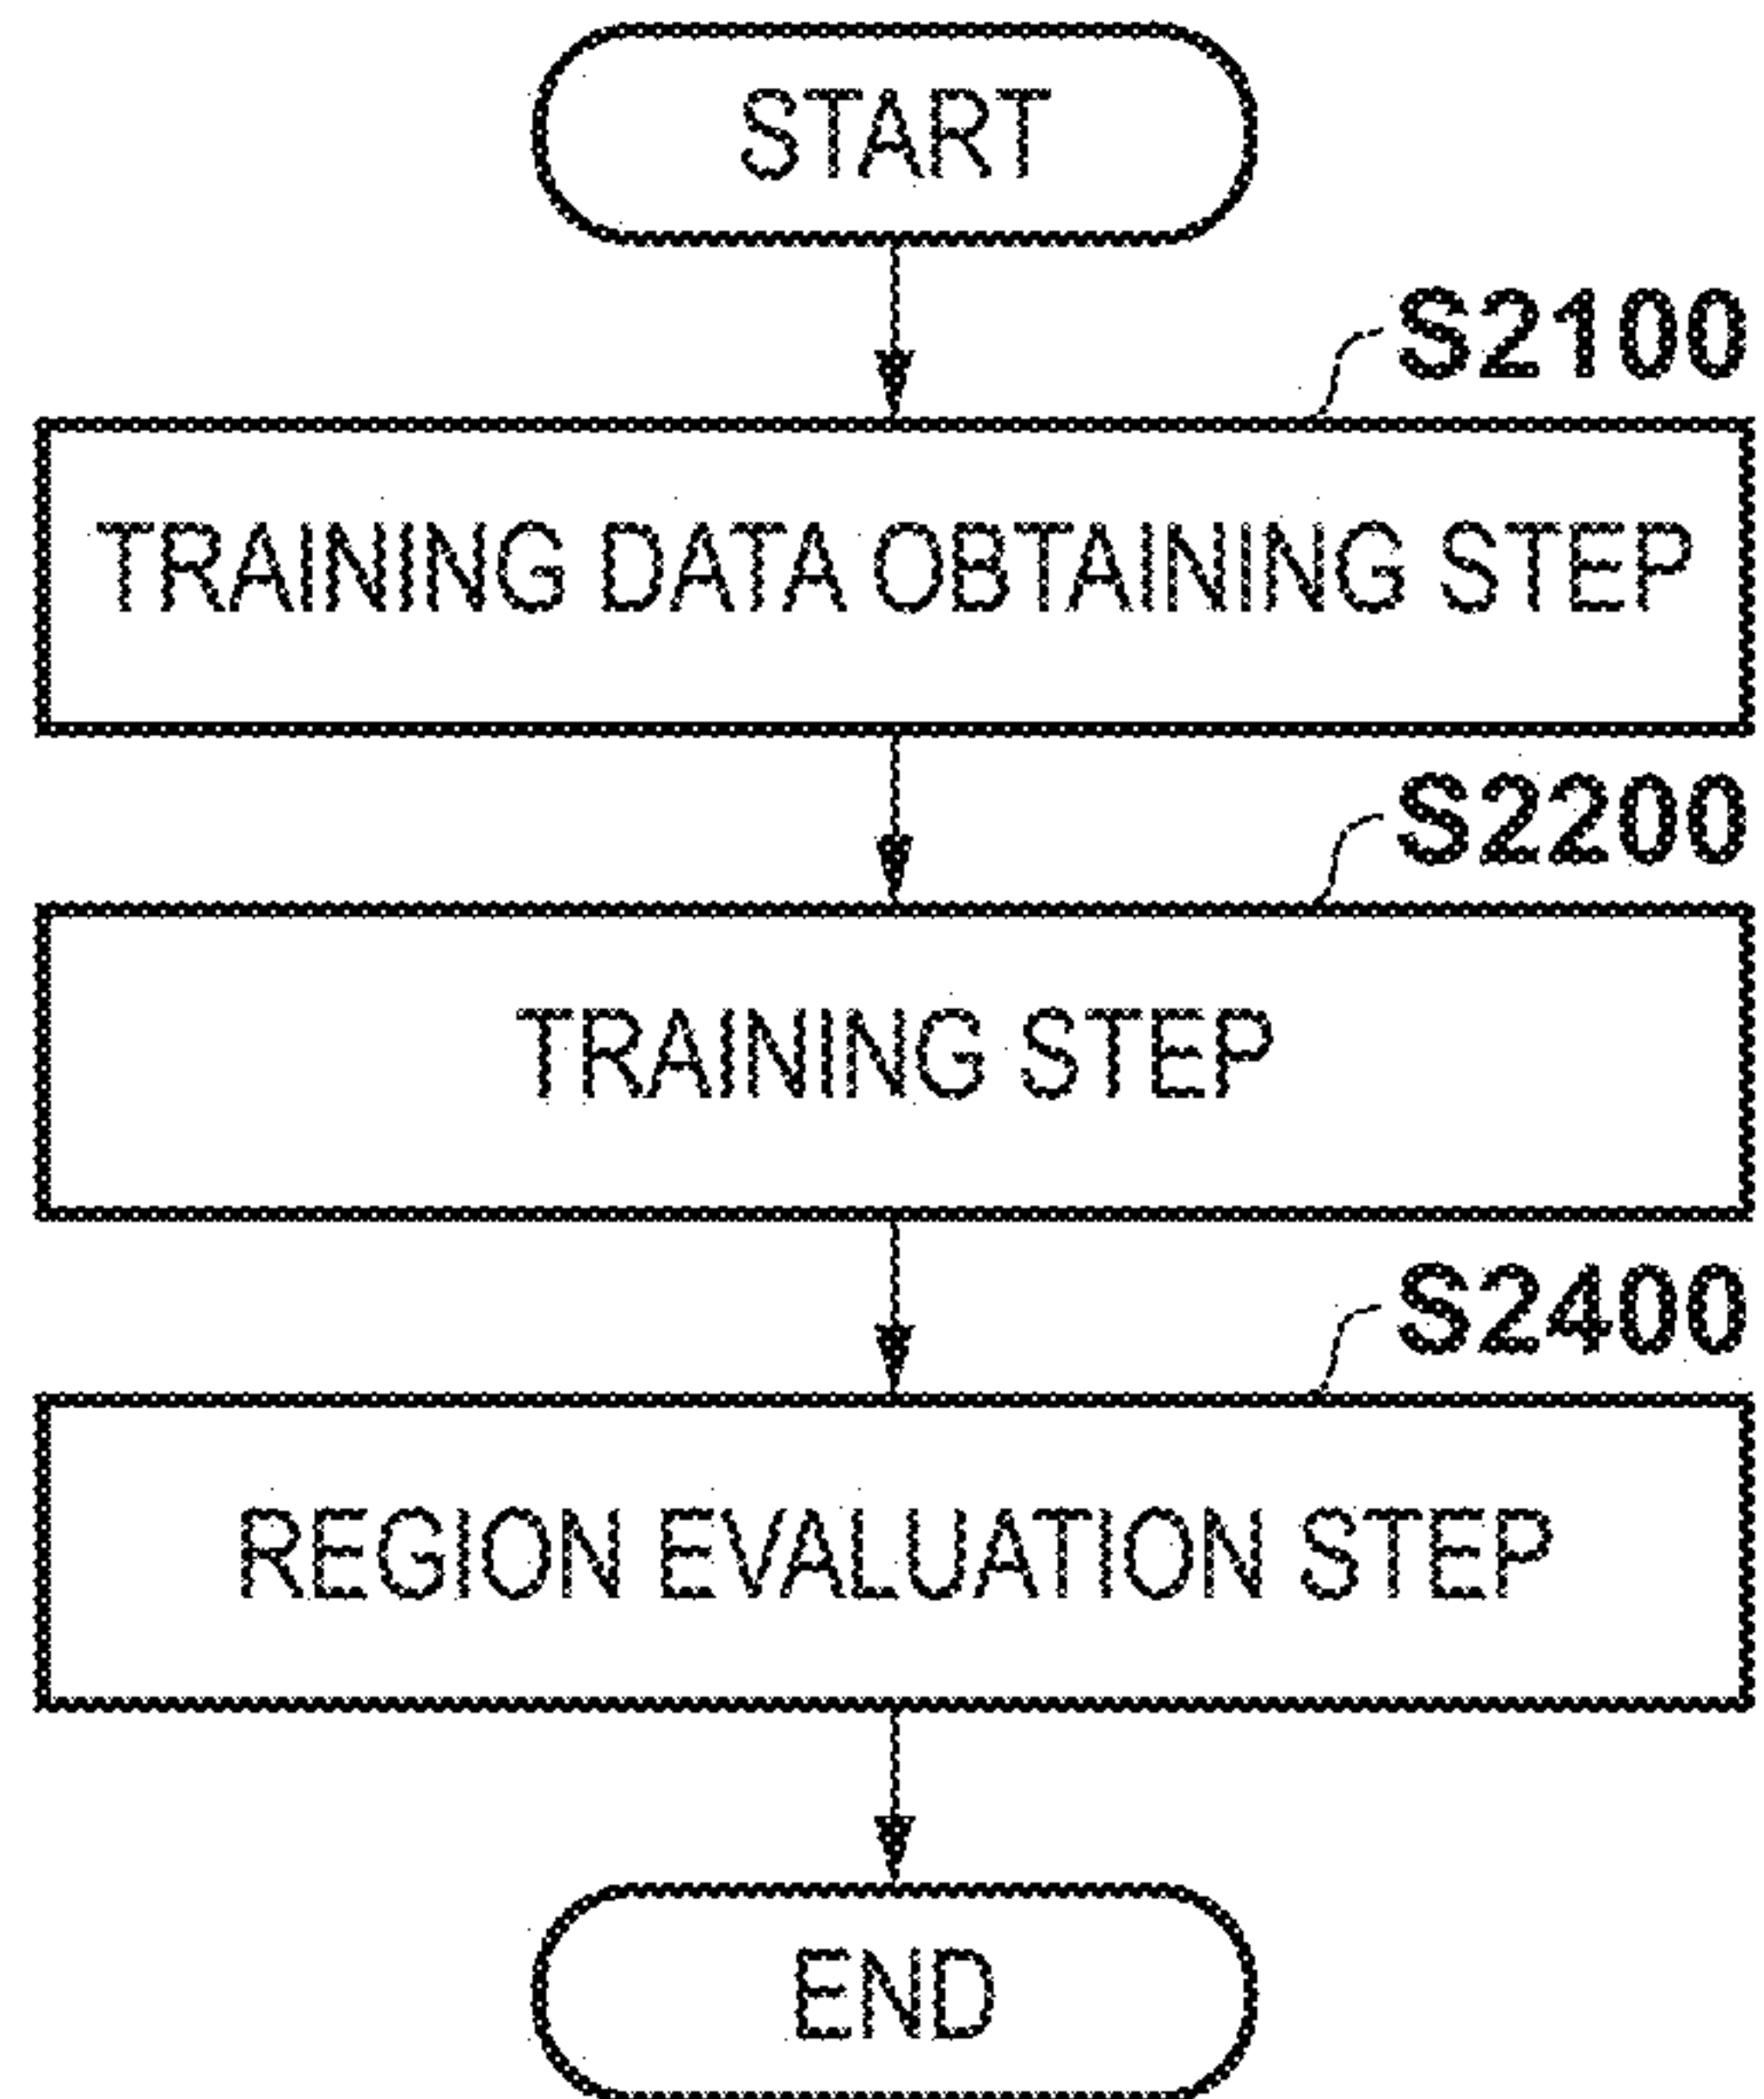 START
S2100
TRAINING DATA OBTAINING STEP
S2200
TRAINING STEP
S2400
REGION EVALUATION STEP
END